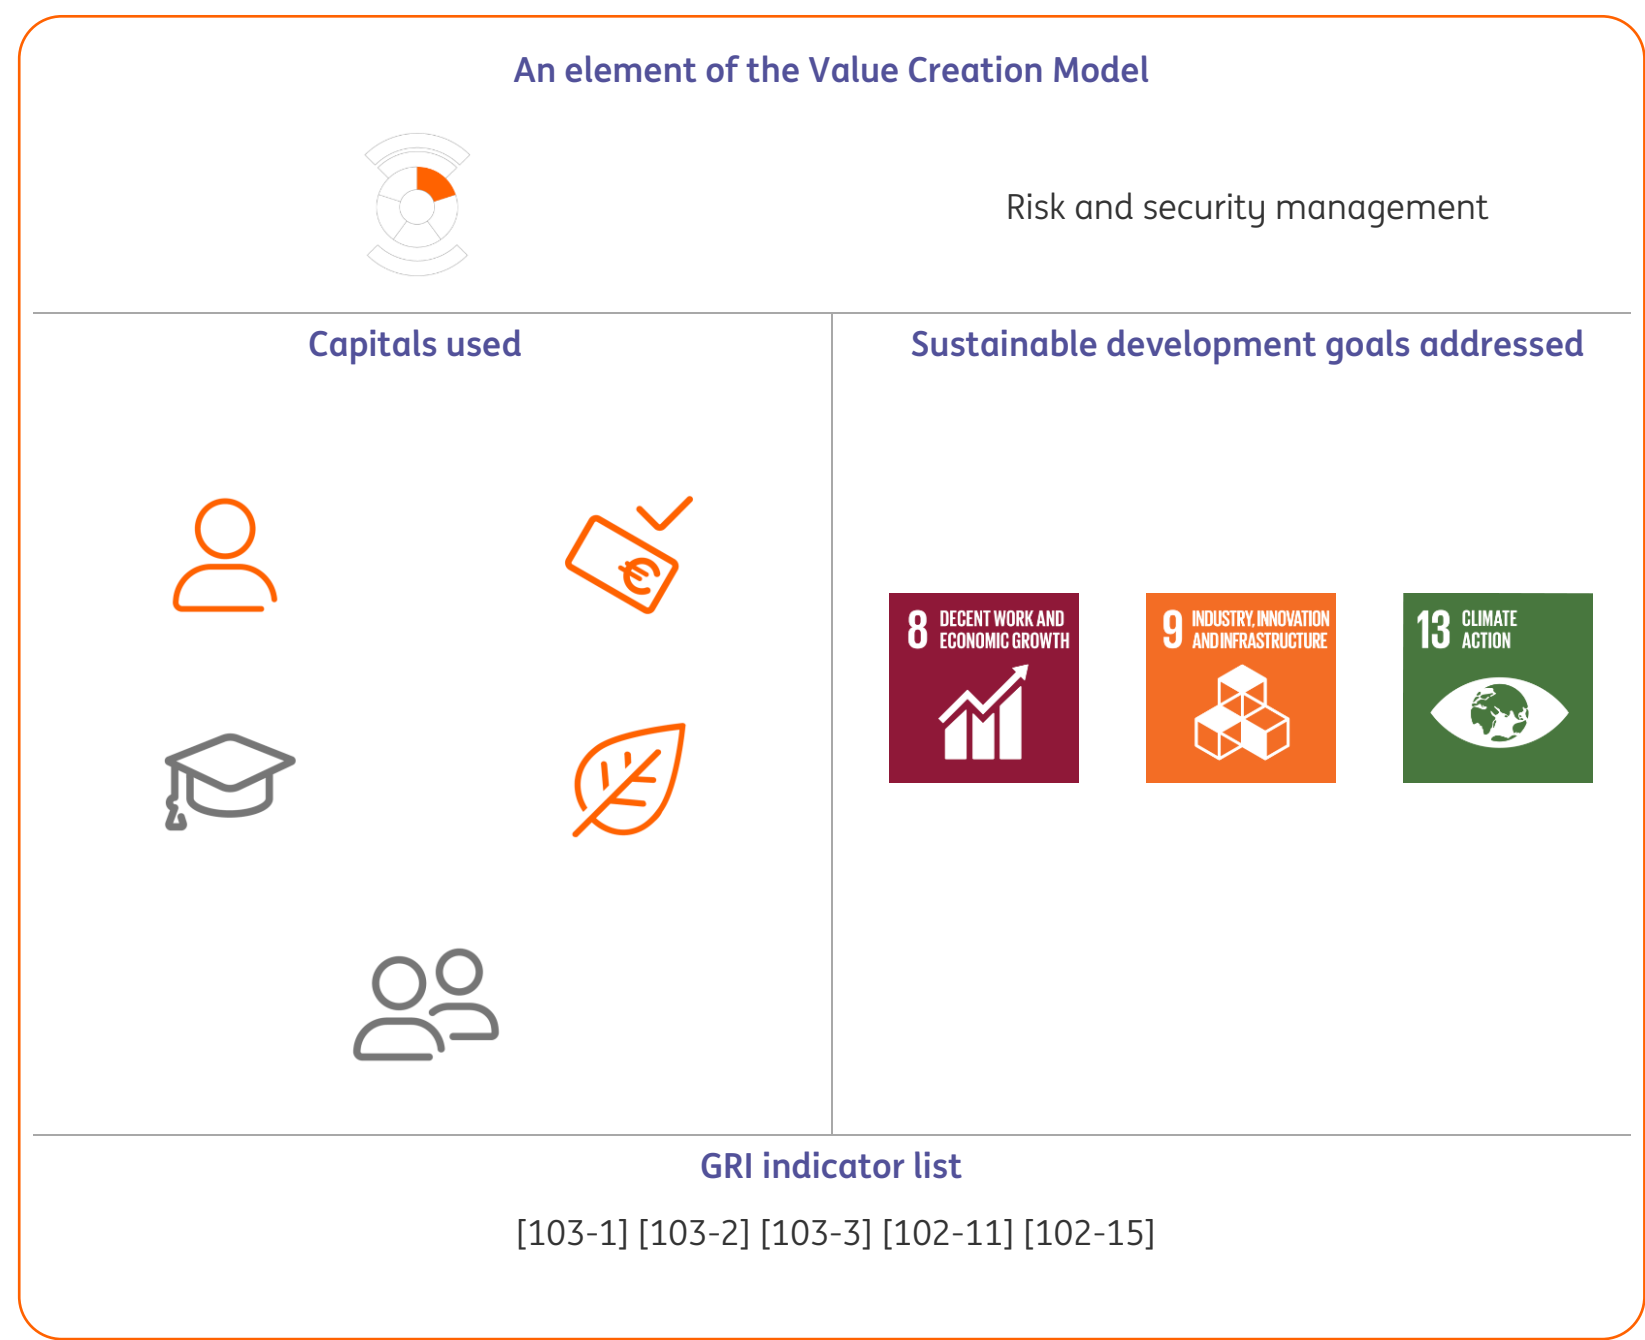 An element of the Value Creation Model
Risk and security management
Capitals used
Sustainable development goals addressed
€
8 DECENT WORK AND
ECONOMIC GROWTH
9 INDUSTRY, INNOVATION
AND INFRASTRUCTURE
13 CLIMATE
ACTION
GRI indicator list
[103-1] [103-2] [103-3] [102-11] [102-15]